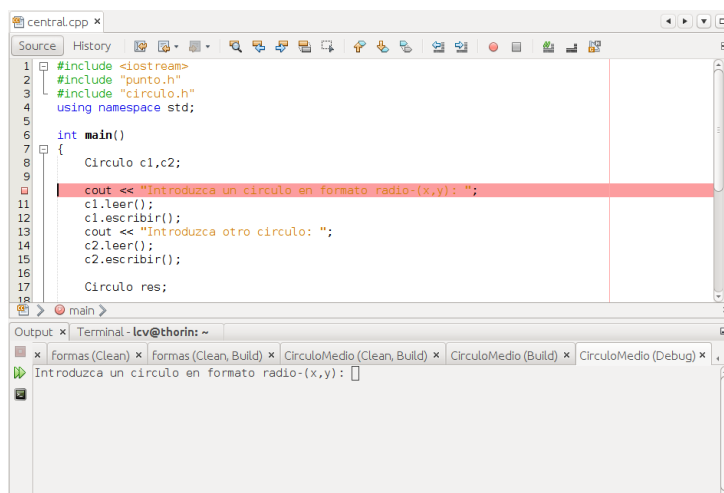 central.cpp ×
Source History
1 #include <iostream>
2 #include "punto.h"
3 #include "circulo.h"
4 using namespace std;
5
6 int main()
7 {
8 Circulo c1,c2;
9
cout << "Introduzca un circulo en formato radio-(x,y): ";
11 c1.leer();
12 c1.escribir();
13 cout << "Introduzca otro circulo: ";
14 c2.leer();
15 c2.escribir();
16
17 Circulo res;
18
main
Output × Terminal - lcv@thorin: ~
× formas (Clean) × formas (Clean, Build) × CirculoMedio (Clean, Build) × CirculoMedio (Build) × CirculoMedio (Debug) ×
Introduzca un circulo en formato radio-(x,y):